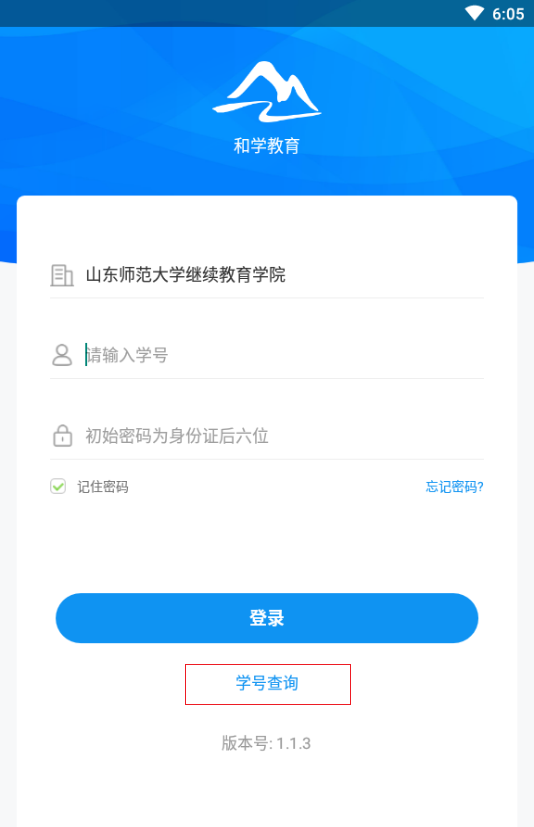 6:05
和学教育
山东师范大学继续教育学院
请输入学号
初始密码为身份证后六位
记住密码 忘记密码?
登录
学号查询
版本号: 1.1.3